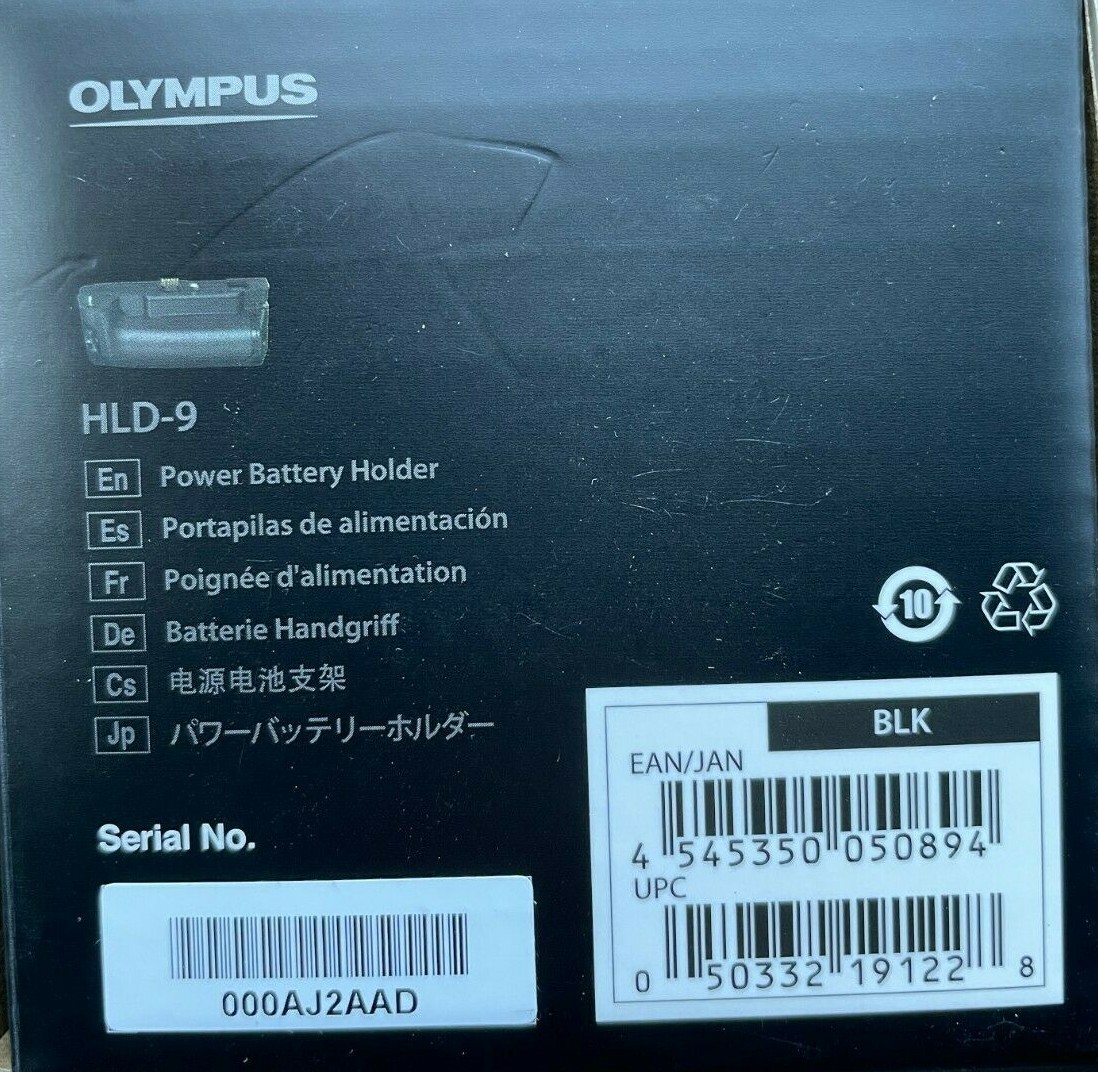 OLYMPUS
HLD-9
En Power Battery Holder
Es Portapilas de alimentación
Fr Poignée d'alimentation
De Batterie Handgriff
Cs 电源电池支架
Jp パワーバッテリーホルダー
10
Serial No.
000AJ2AAD
BLK
EAN/JAN
4 545350 050894
UPC
0 50332 19122 8